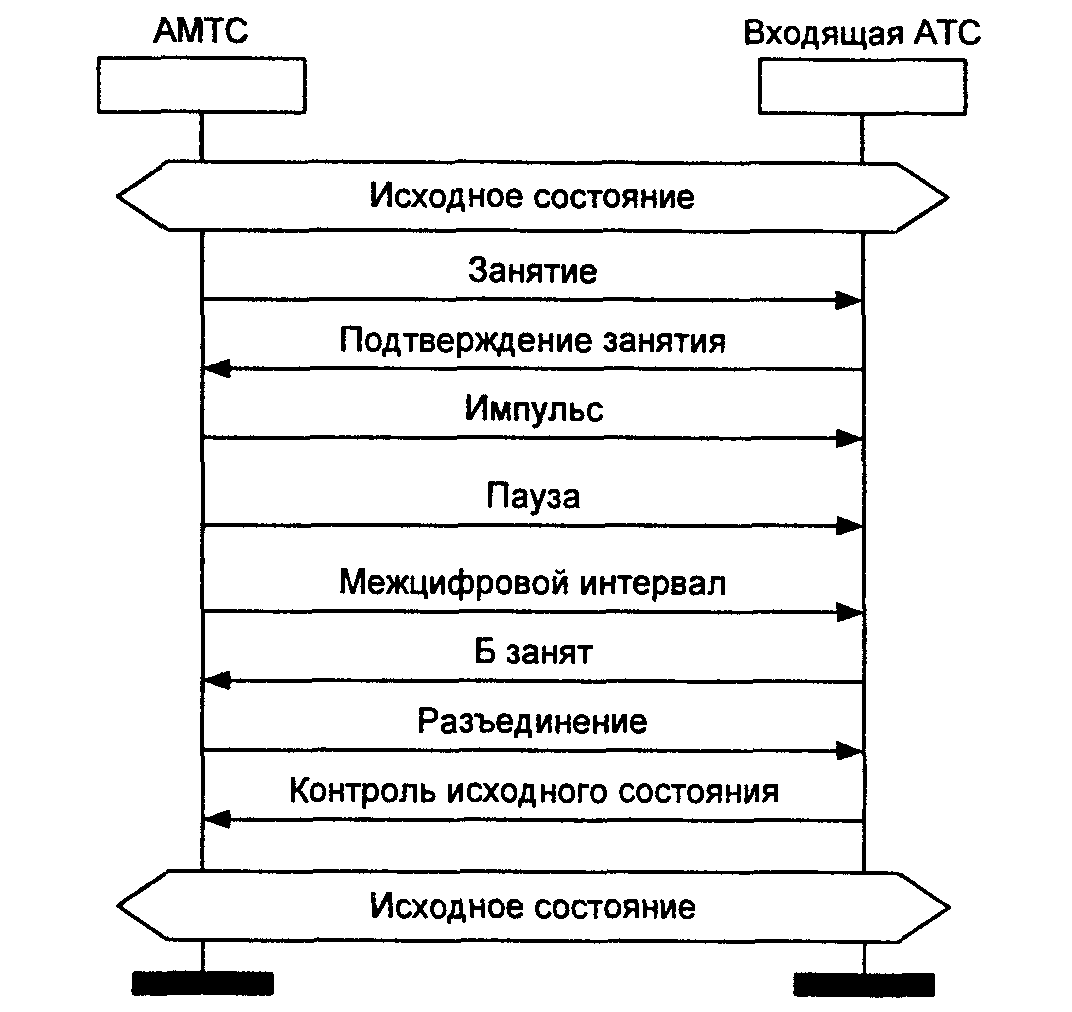 АМТС
Входящая АТС
Исходное состояние
Занятие
Подтверждение занятия
Импульс
Пауза
Межцифровой интервал
Б занят
Разъединение
Контроль исходного состояния
Исходное состояние